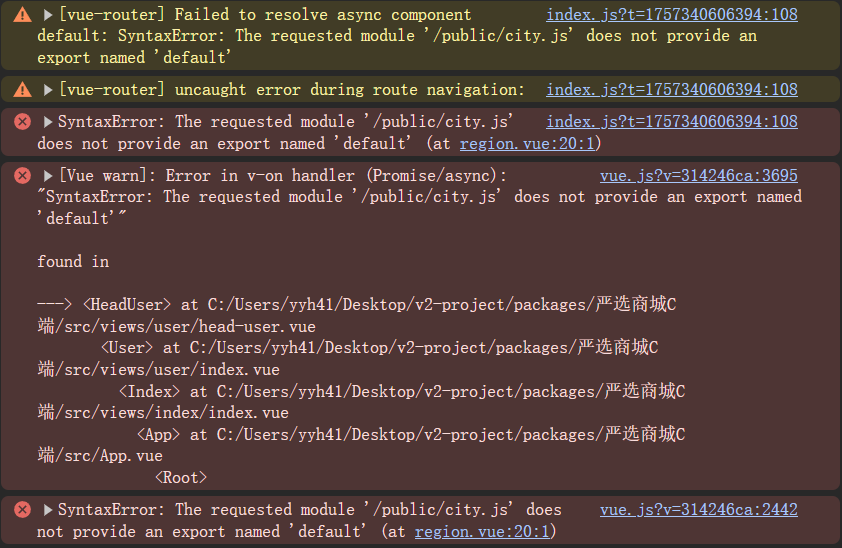 [vue-router] Failed to resolve async component index.js?t=1757340606394:108
default: SyntaxError: The requested module '/public/city.js' does not provide an
export named 'default'
[vue-router] uncaught error during route navigation: index.js?t=1757340606394:108
SyntaxError: The requested module '/public/city.js' index.js?t=1757340606394:108
does not provide an export named 'default' (at region.vue:20:1)
[Vue warn]: Error in v-on handler (Promise/async): vue.js?v=314246ca:3695
"SyntaxError: The requested module '/public/city.js' does not provide an export named
'default'"
found in
---> <HeadUser> at C:/Users/yyh41/Desktop/v2-project/packages/严选商城C
端/src/views/user/head-user.vue
<User> at C:/Users/yyh41/Desktop/v2-project/packages/严选商城C
端/src/views/user/index.vue
<Index> at C:/Users/yyh41/Desktop/v2-project/packages/严选商城C
端/src/views/index/index.vue
<App> at C:/Users/yyh41/Desktop/v2-project/packages/严选商城C
端/src/App.vue
<Root>
SyntaxError: The requested module '/public/city.js' does vue.js?v=314246ca:2442
not provide an export named 'default' (at region.vue:20:1)